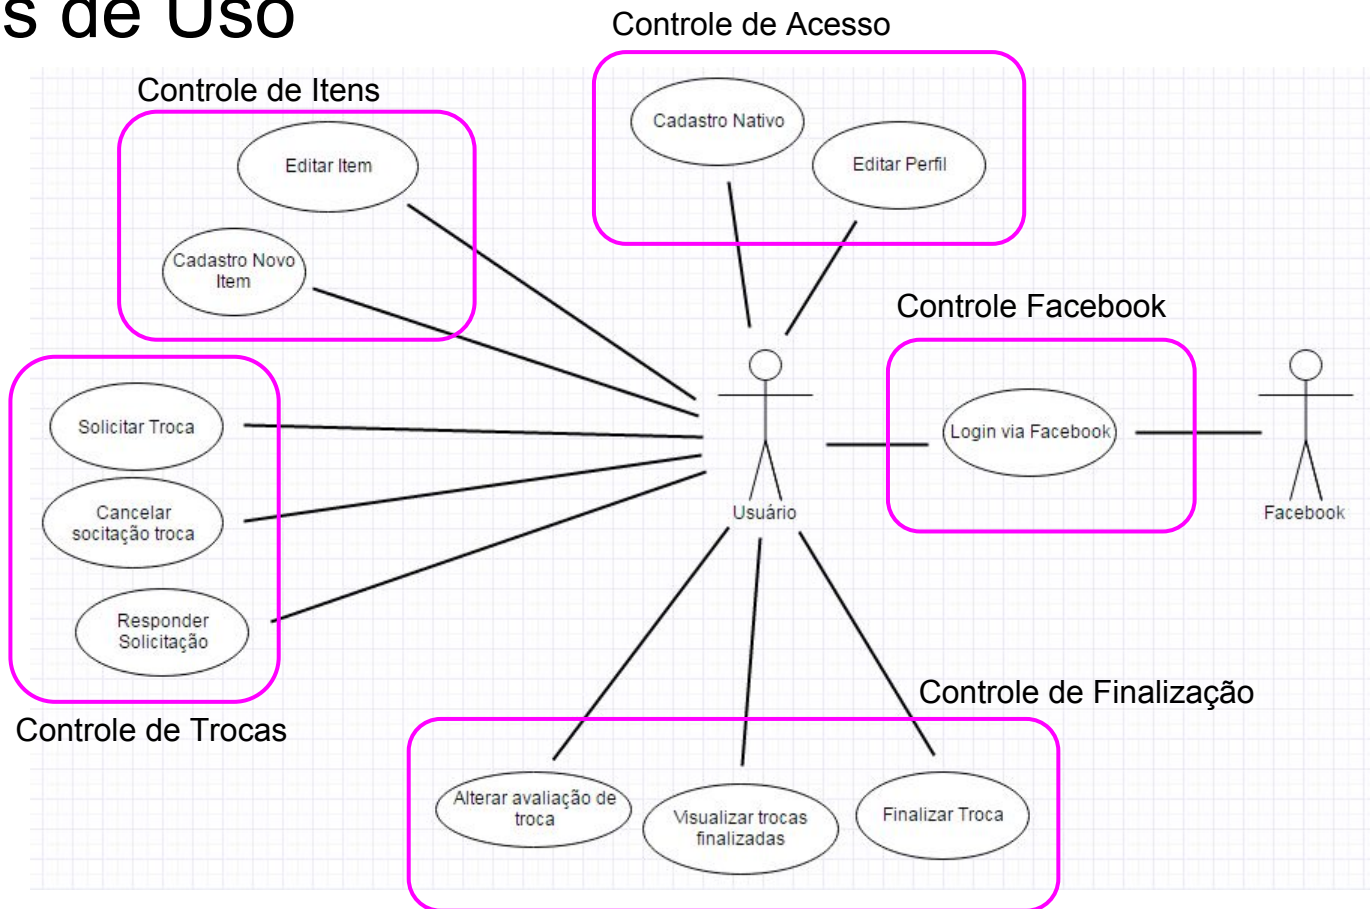 s de Uso
Controle de Acesso
Controle de Itens
Cadastro Nativo
Editar Perfil
Editar Item
Cadastro Novo
Item
Controle Facebook
Solicitar Troca
Login via Facebook
Cancelar
socitação troca
Usuário
Facebook
Responder
Solicitação
Controle de Finalização
Controle de Trocas
Alterar avaliação de
troca
Visualizar trocas
finalizadas
Finalizar Troca